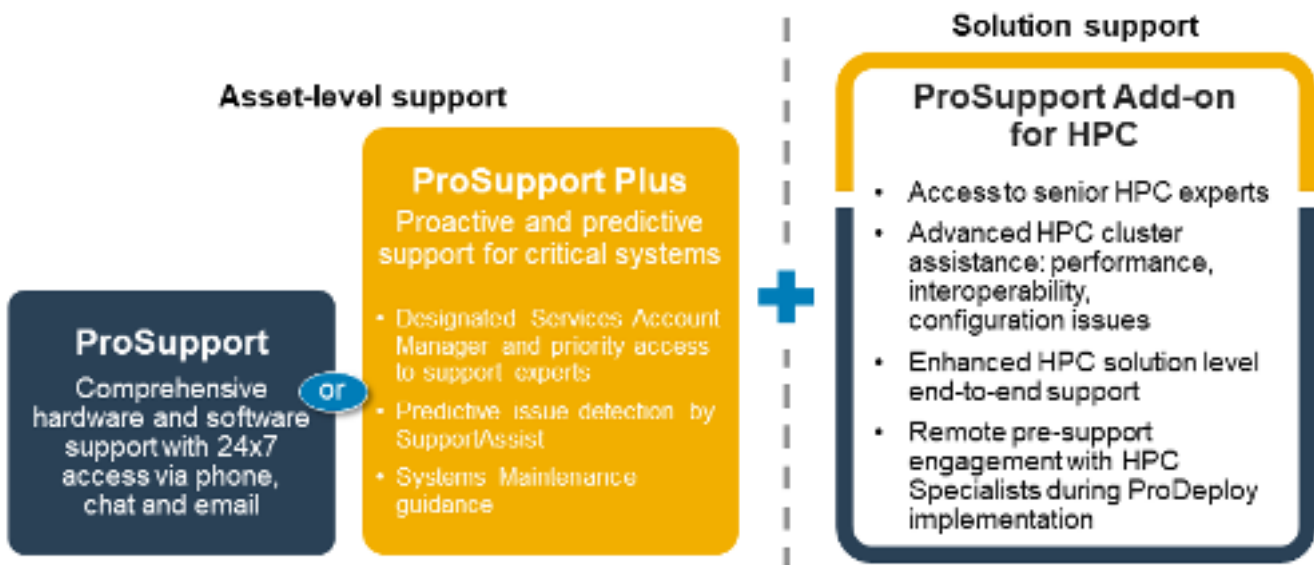 Asset-level support
ProSupport
Comprehensive
hardware and software
support with 24x7
access via phone,
chat and email
or
ProSupport Plus
Proactive and predictive
support for critical systems
• Designated Services Account
Manager and priority access
to support experts
• Predictive issue detection by
SupportAssist
• Systems Maintenance
guidance
Solution support
ProSupport Add-on
for HPC
• Access to senior HPC experts
• Advanced HPC cluster
assistance: performance,
interoperability,
configuration issues
• Enhanced HPC solution level
end-to-end support
• Remote pre-support
engagement with HPC
Specialists during ProDeploy
implementation